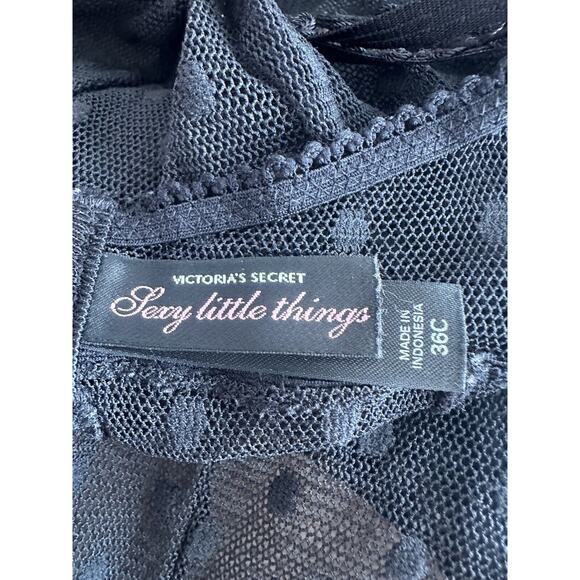 VICTORIA'S SECRET
Sexy little things
MADE IN
INDONESIA
36C